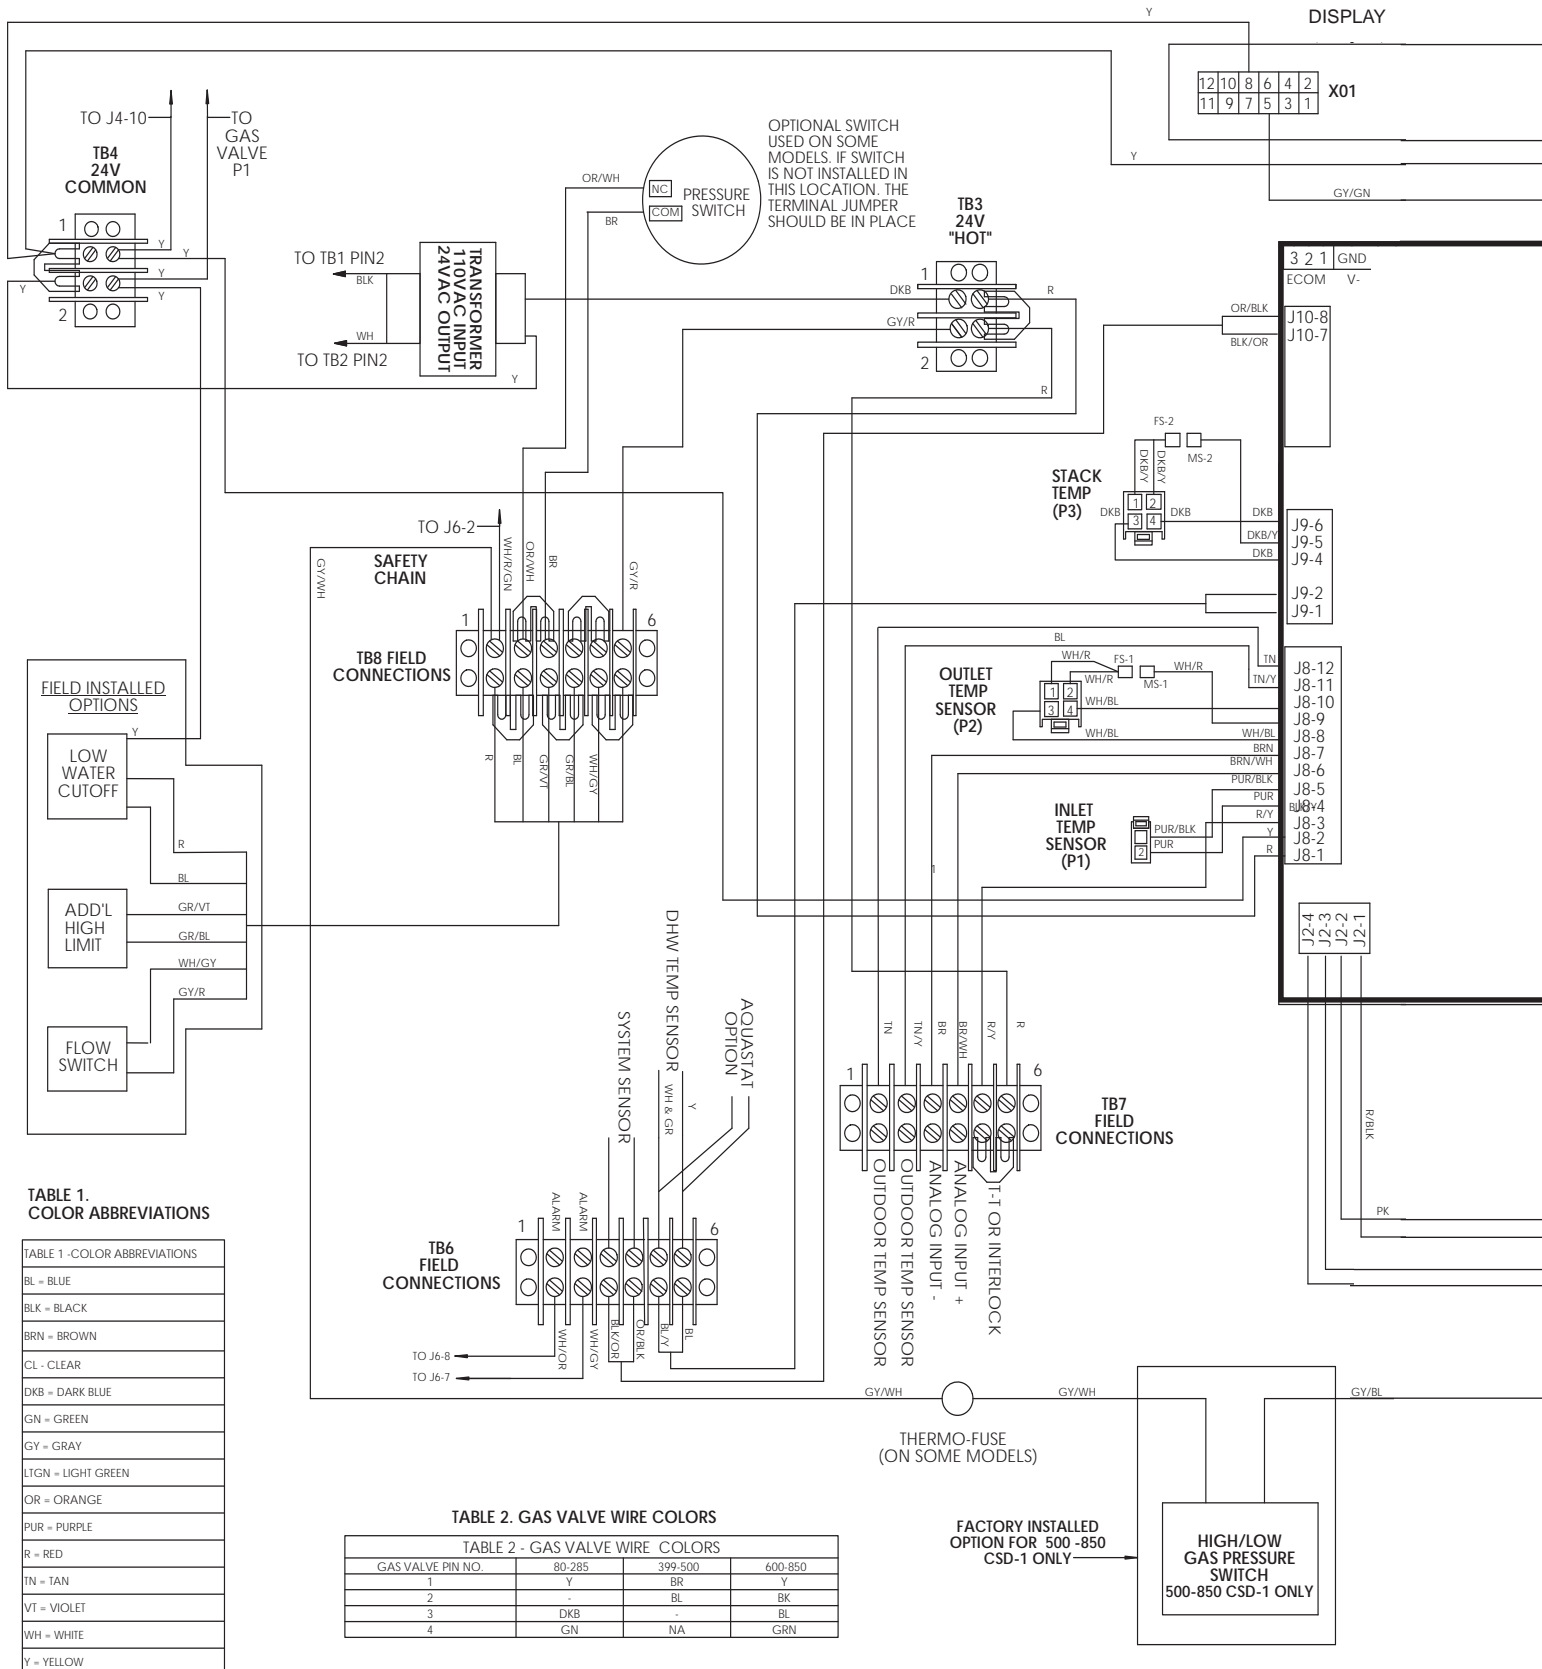 Y
DISPLAY
12 10 8 6 4 2
11 9 7 5 3 1
X01
Y
GY/GN
TO J4-10
TO
GAS
VALVE
P1
TB4
24V
COMMON
1
2
Y
Y
Y
Y
Y
OR/WH
BR
NC
COM
PRESSURE
SWITCH
OPTIONAL SWITCH
USED ON SOME
MODELS. IF SWITCH
IS NOT INSTALLED IN
THIS LOCATION. THE
TERMINAL JUMPER
SHOULD BE IN PLACE
TO TB1 PIN2
BLK
WH
TO TB2 PIN2
TRANSFORMER
110VAC INPUT
24VAC OUTPUT
Y
TB3
24V
"HOT"
1
2
DKB
GY/R
R
R
3 2 1 GND
ECOM V-
OR/BLK
BLK/OR
J10-8
J10-7
FS-2
MS-2
DKB/Y
DKB/Y
STACK
TEMP
(P3)
1 2
3 4
DKB
DKB
DKB
DKB/Y
DKB
J9-6
J9-5
J9-4
J9-2
J9-1
TO J6-2
SAFETY
CHAIN
GY/WH
WH/R/GN
OR/WH
BR
GY/R
1
6
TB8 FIELD
CONNECTIONS
R
BL
GR/VT
GR/BL
WH/GY
BL
OUTLET
TEMP
SENSOR
(P2)
WH/R
WH/R
FS-1
MS-1
WH/R
1 2
3 4
WH/BL
WH/BL
TN
TN/Y
WH/BL
BRN
BRN/WH
PUR/BLK
PUR
R/Y
Y
R
J8-12
J8-11
J8-10
J8-9
J8-8
J8-7
J8-6
J8-5
J8-4
J8-3
J8-2
J8-1
INLET
TEMP
SENSOR
(P1)
2
PUR/BLK
PUR
1
J2-4
J2-3
J2-2
J2-1
R/BLK
PK
FIELD INSTALLED
OPTIONS
LOW
WATER
CUTOFF
Y
R
BL
ADD'L
HIGH
LIMIT
GR/VT
GR/BL
WH/GY
GY/R
FLOW
SWITCH
SYSTEM SENSOR
DHW TEMP SENSOR
WH & GR
Y
AQUASTAT
OPTION
TN
TN/Y
BR
BR/WH
R/Y
R
1
6
TB7
FIELD
CONNECTIONS
OUTDOOR TEMP SENSOR
OUTDOOR TEMP SENSOR
ANALOG INPUT -
ANALOG INPUT +
T-T OR INTERLOCK
ALARM
ALARM
1
6
TB6
FIELD
CONNECTIONS
WH/OR
WH/GY
BLK/OR
OR/BLK
BL/Y
BL
TO J6-8
TO J6-7
GY/WH
GY/WH
GY/BL
THERMO-FUSE
(ON SOME MODELS)
FACTORY INSTALLED
OPTION FOR 500 -850
CSD-1 ONLY
HIGH/LOW
GAS PRESSURE
SWITCH
500-850 CSD-1 ONLY
TABLE 1.
COLOR ABBREVIATIONS
TABLE 1 -COLOR ABBREVIATIONS
BL = BLUE
BLK = BLACK
BRN = BROWN
CL - CLEAR
DKB = DARK BLUE
GN = GREEN
GY = GRAY
LTGN = LIGHT GREEN
OR = ORANGE
PUR = PURPLE
R = RED
TN = TAN
VT = VIOLET
WH = WHITE
Y = YELLOW
TABLE 2. GAS VALVE WIRE COLORS
TABLE 2 - GAS VALVE WIRE COLORS
GAS VALVE PIN NO. 80-285 399-500 600-850
1 Y BR Y
2 - BL BK
3 DKB - BL
4 GN NA GRN